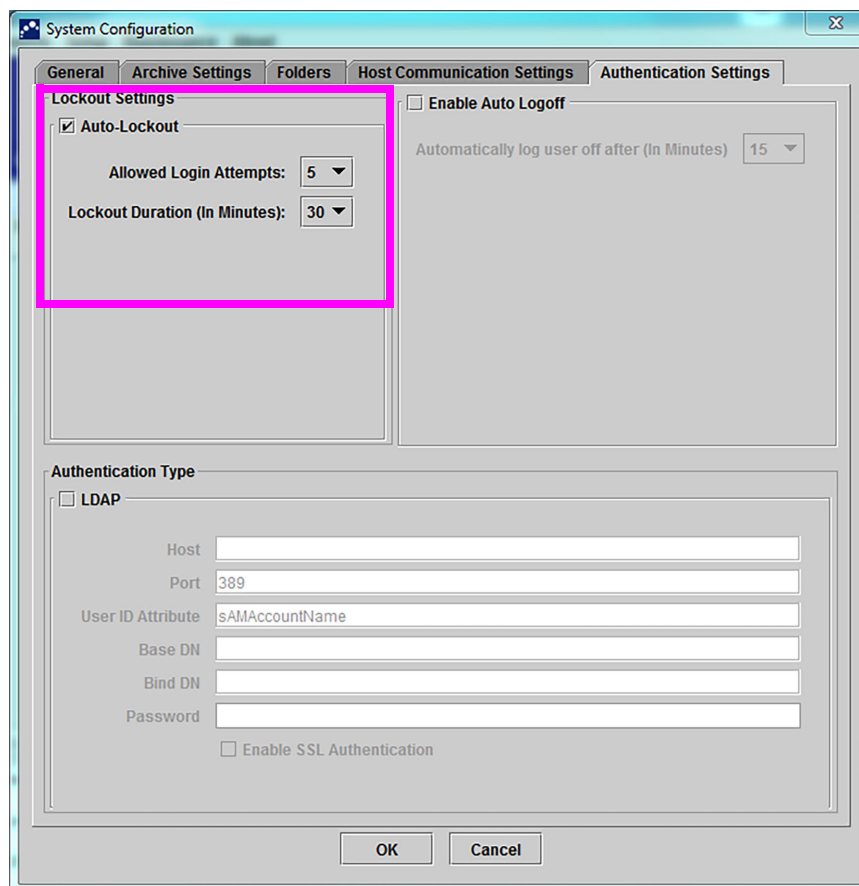 System Configuration
General Archive Settings Folders Host Communication Settings Authentication Settings
Lockout Settings
Auto-Lockout
Allowed Login Attempts: 5
Lockout Duration (In Minutes): 30
Enable Auto Logoff
Automatically log user off after (In Minutes) 15
Authentication Type
LDAP
Host
Port 389
User ID Attribute sAMAccountName
Base DN
Bind DN
Password
Enable SSL Authentication
OK Cancel